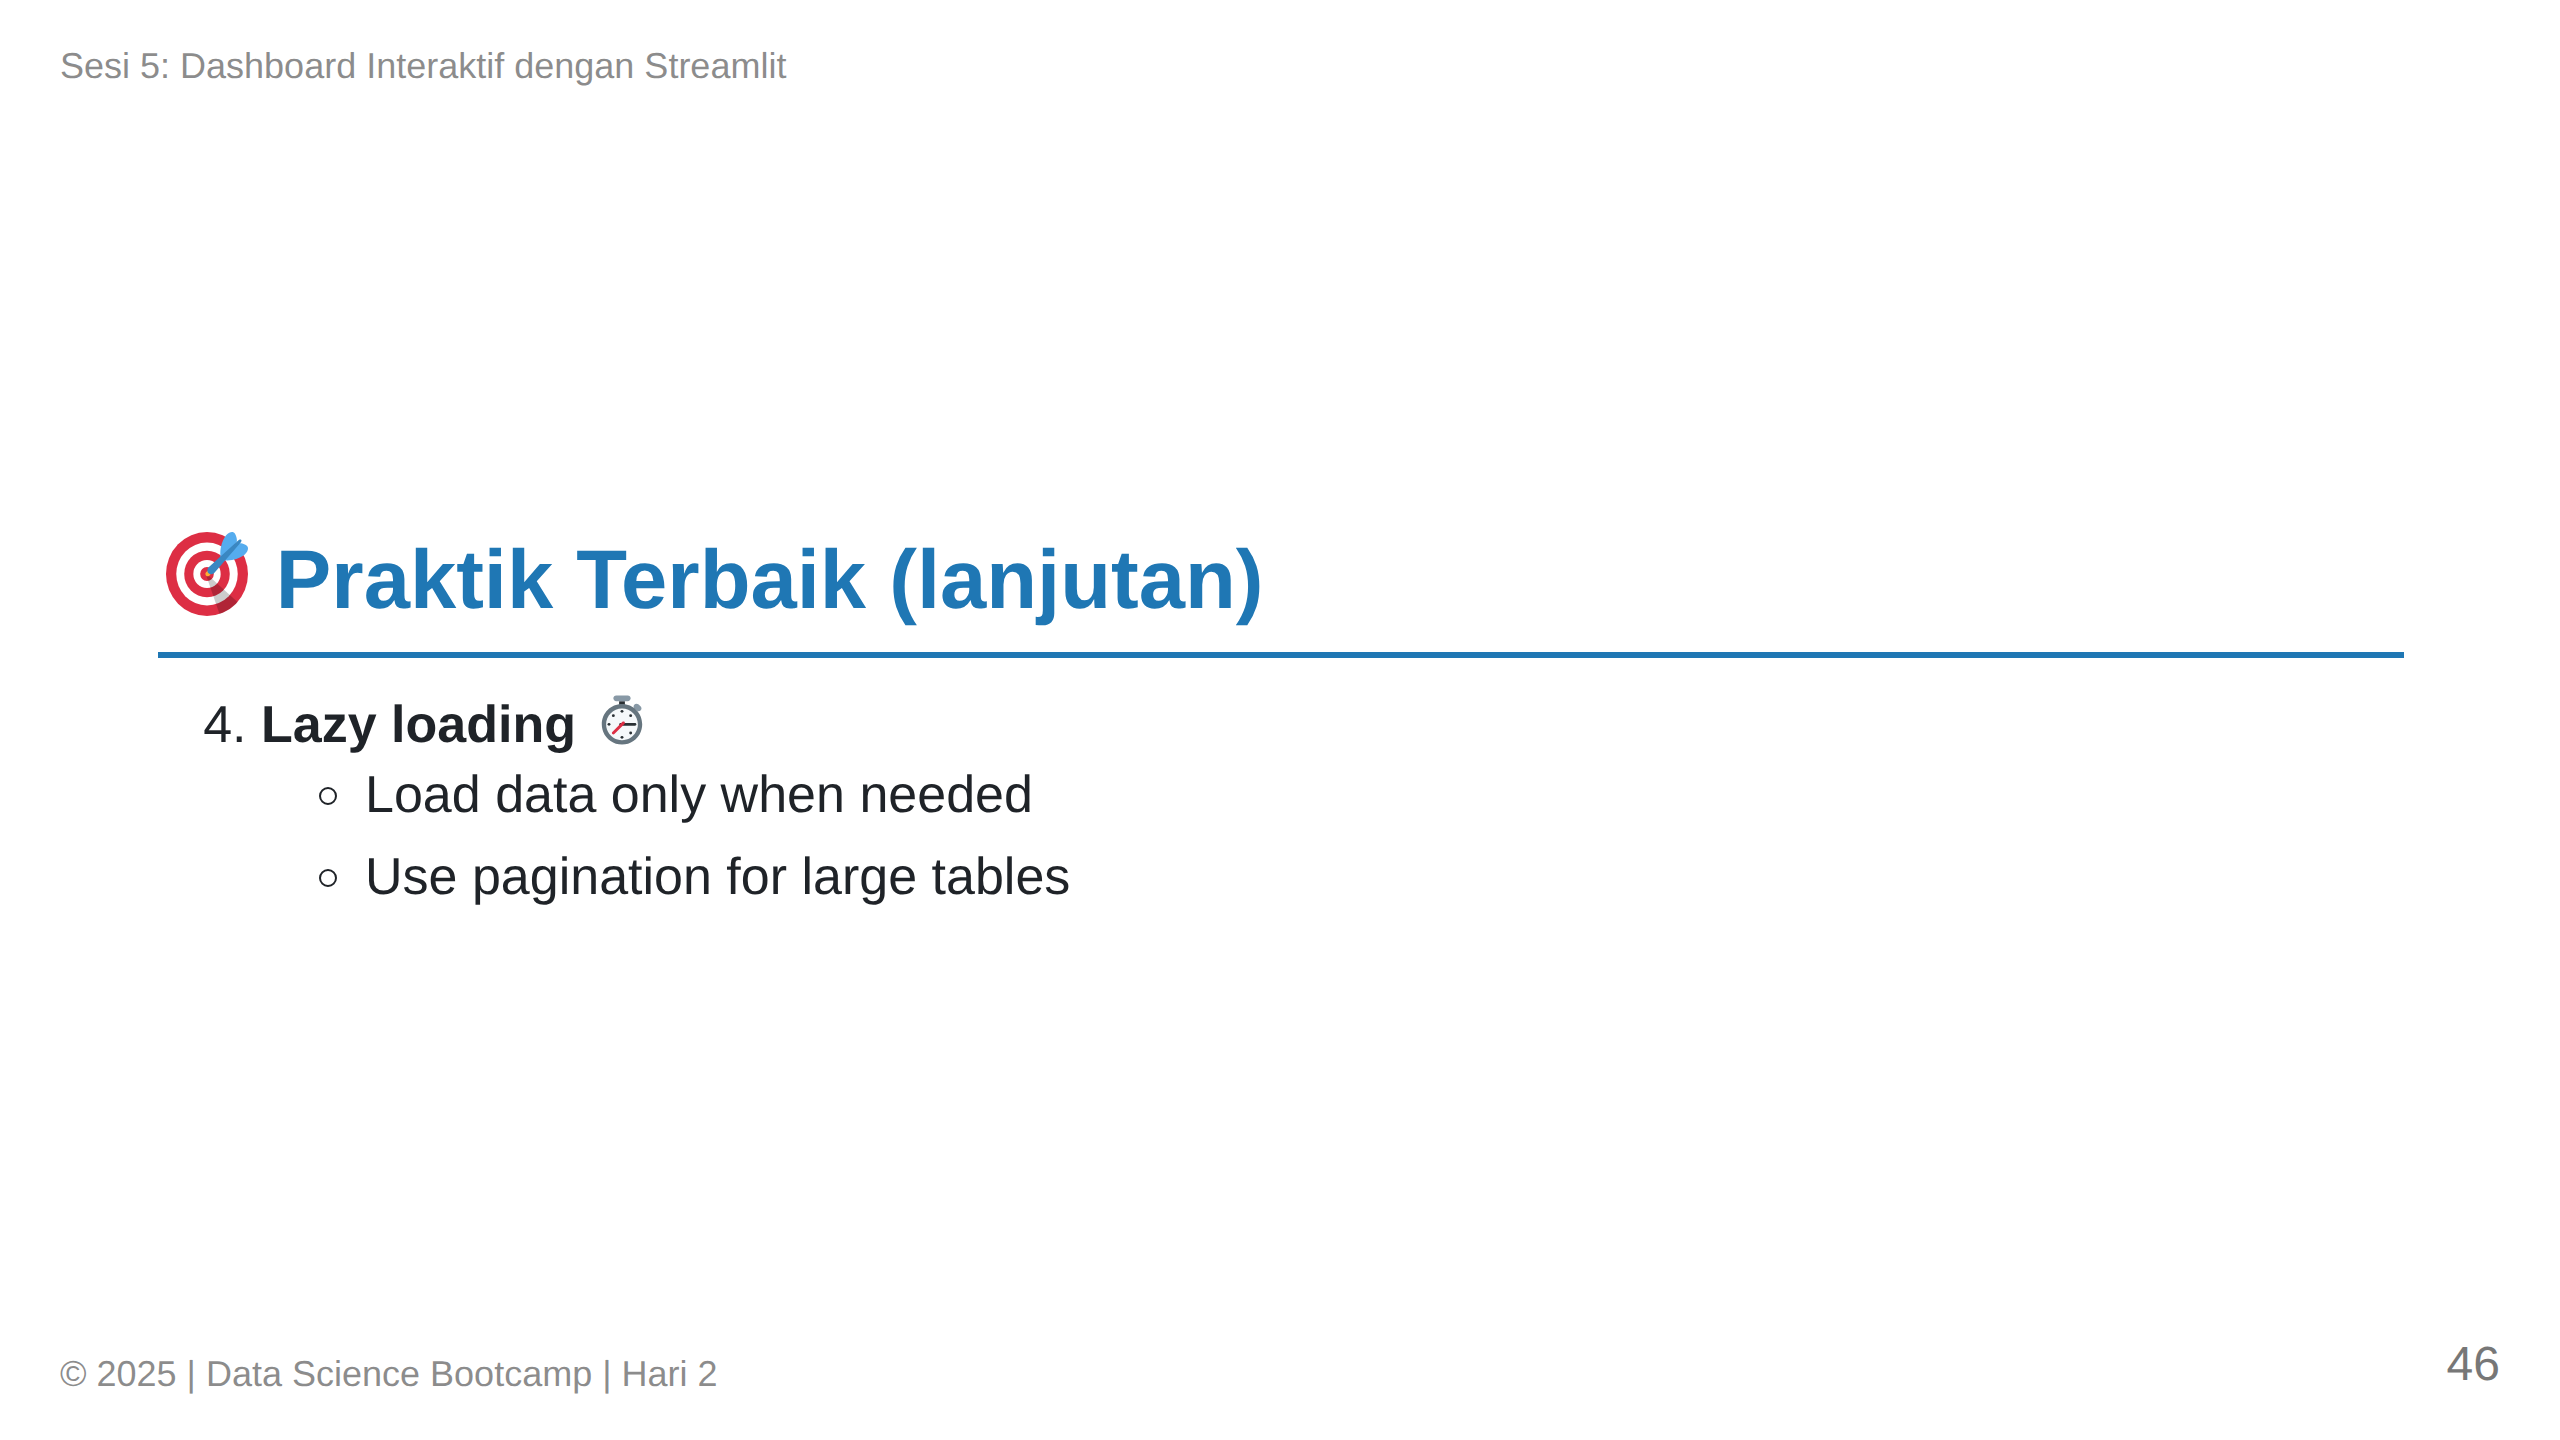 Sesi 5: Dashboard Interaktif dengan Streamlit
🎯 Praktik Terbaik (lanjutan)
4. Lazy loading ⏱️
○ Load data only when needed
○ Use pagination for large tables
© 2025 | Data Science Bootcamp | Hari 2
46